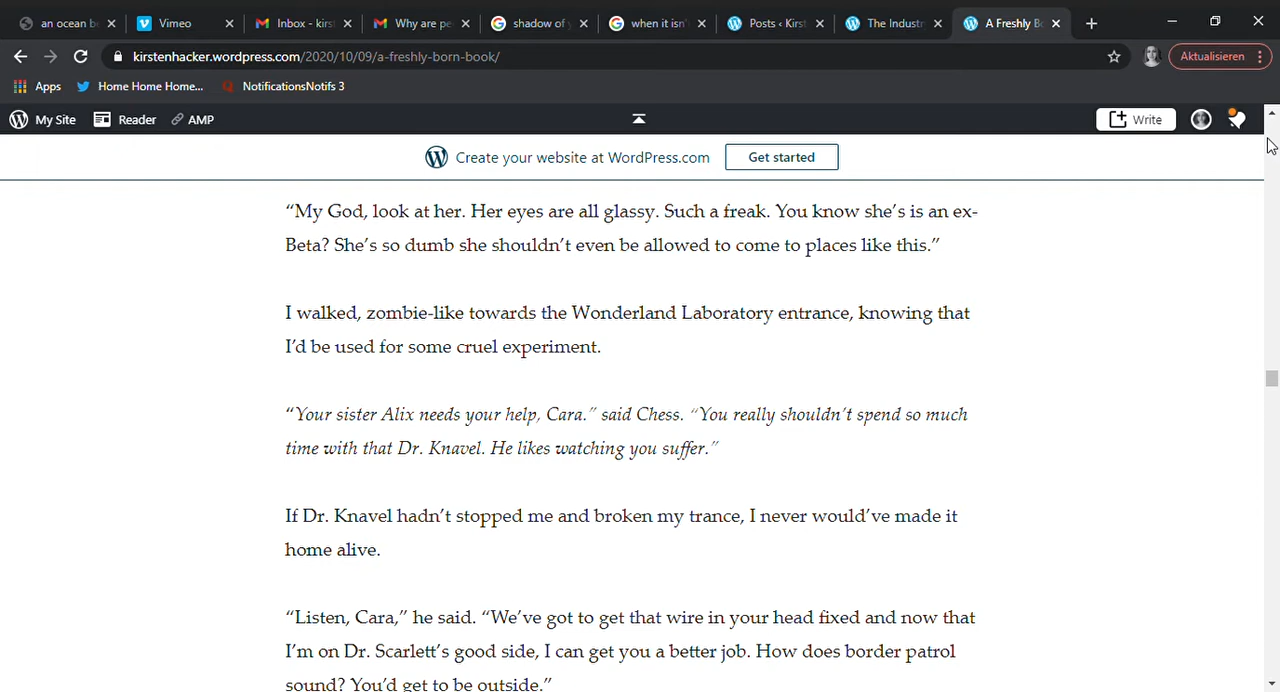 an ocean b
Vimeo
Inbox - kirs
Why are pe
shadow of
when it isn'
Posts ‹ Kirst
The Industr
A Freshly Bo
kirstenhacker.wordpress.com/2020/10/09/a-freshly-born-book/
Aktualisieren
Apps
Home Home Home...
NotificationsNotifs 3
My Site
Reader
AMP
Write
Create your website at WordPress.com
Get started
“My God, look at her. Her eyes are all glassy. Such a freak. You know she’s is an ex-
Beta? She’s so dumb she shouldn’t even be allowed to come to places like this.”
I walked, zombie-like towards the Wonderland Laboratory entrance, knowing that
I’d be used for some cruel experiment.
“Your sister Alix needs your help, Cara.” said Chess. “You really shouldn’t spend so much
time with that Dr. Knavel. He likes watching you suffer.”
If Dr. Knavel hadn’t stopped me and broken my trance, I never would’ve made it
home alive.
“Listen, Cara,” he said. “We’ve got to get that wire in your head fixed and now that
I’m on Dr. Scarlett’s good side, I can get you a better job. How does border patrol
sound? You’d get to be outside.”